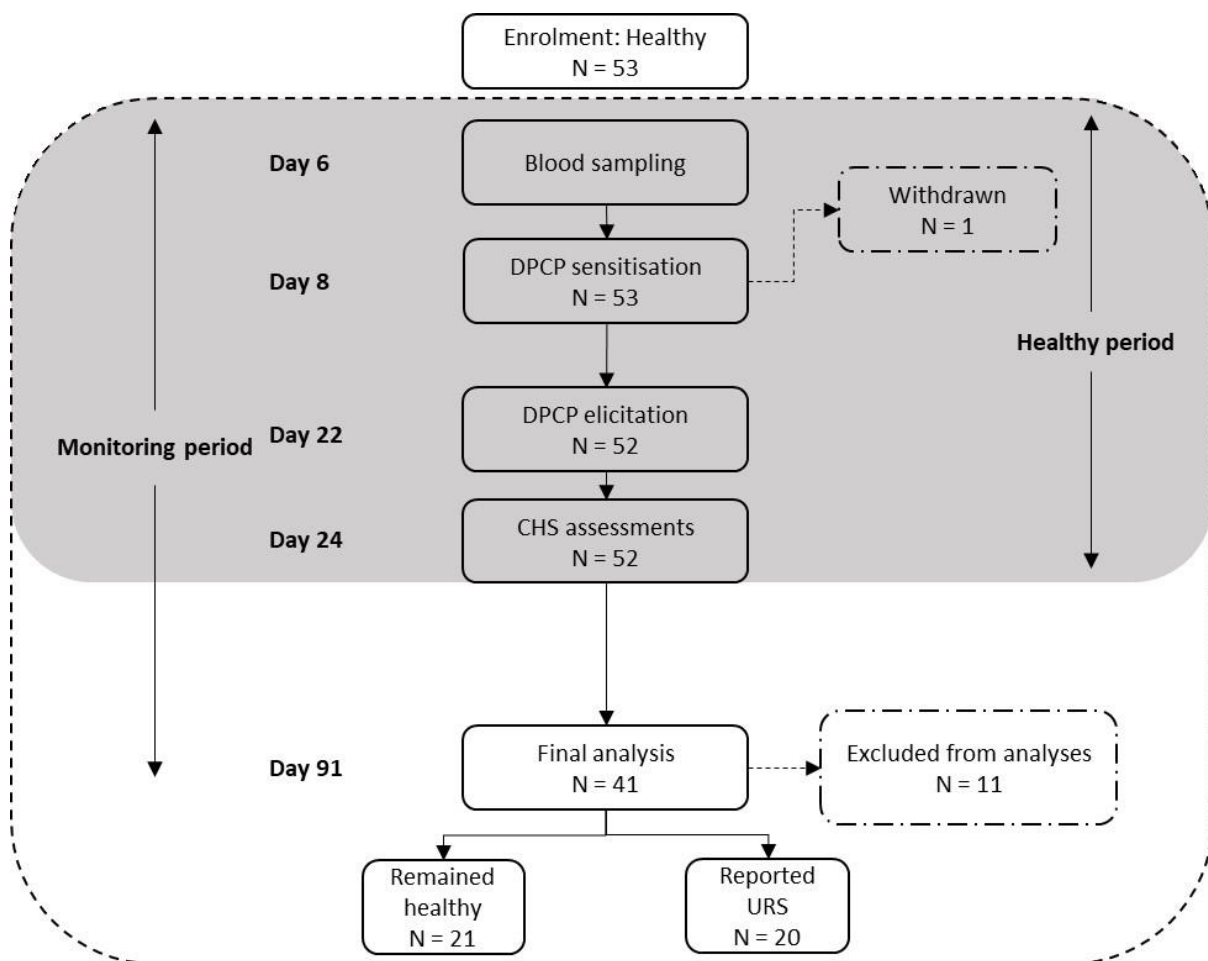 Enrolment: Healthy
N = 53
Day 6
Blood sampling
Withdrawn
N = 1
Day 8
DPCP sensitisation
N = 53
Healthy period
Day 22
DPCP elicitation
N = 52
Monitoring period
Day 24
CHS assessments
N = 52
Day 91
Final analysis
N = 41
Excluded from analyses
N = 11
Remained
healthy
N = 21
Reported
URS
N = 20